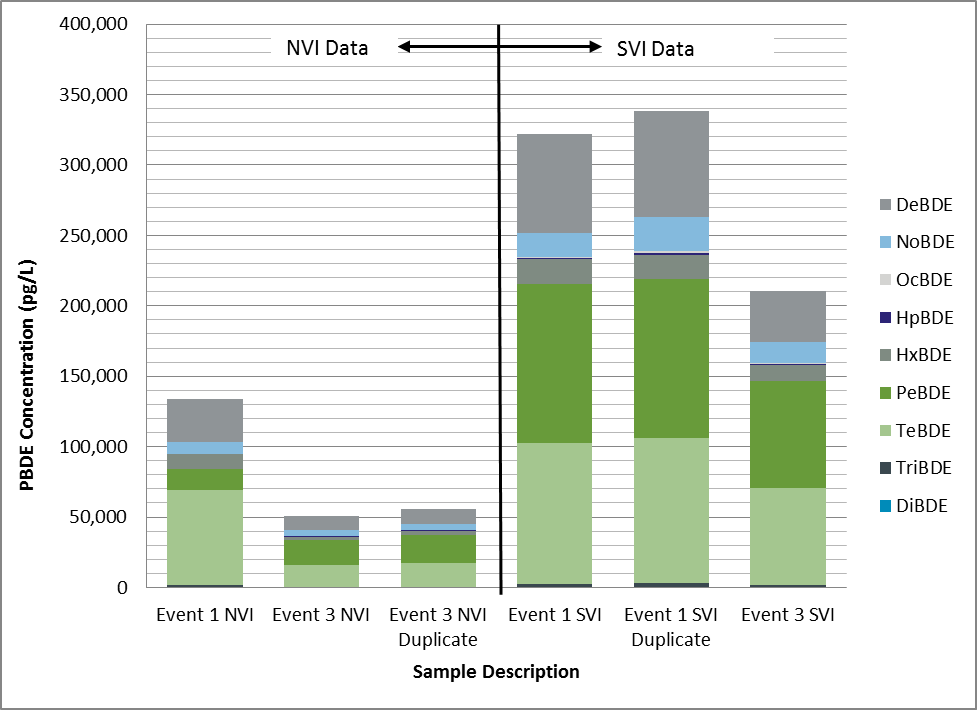 400,000
350,000
300,000
250,000
200,000
150,000
100,000
50,000
0
PBDE Concentration (pg/L)
NVI Data
SVI Data
Event 1 NVI
Event 3 NVI
Event 3 NVI
Duplicate
Event 1 SVI
Event 1 SVI
Duplicate
Event 3 SVI
Sample Description
DeBDE
NoBDE
OcBDE
HpBDE
HxBDE
PeBDE
TeBDE
TriBDE
DiBDE